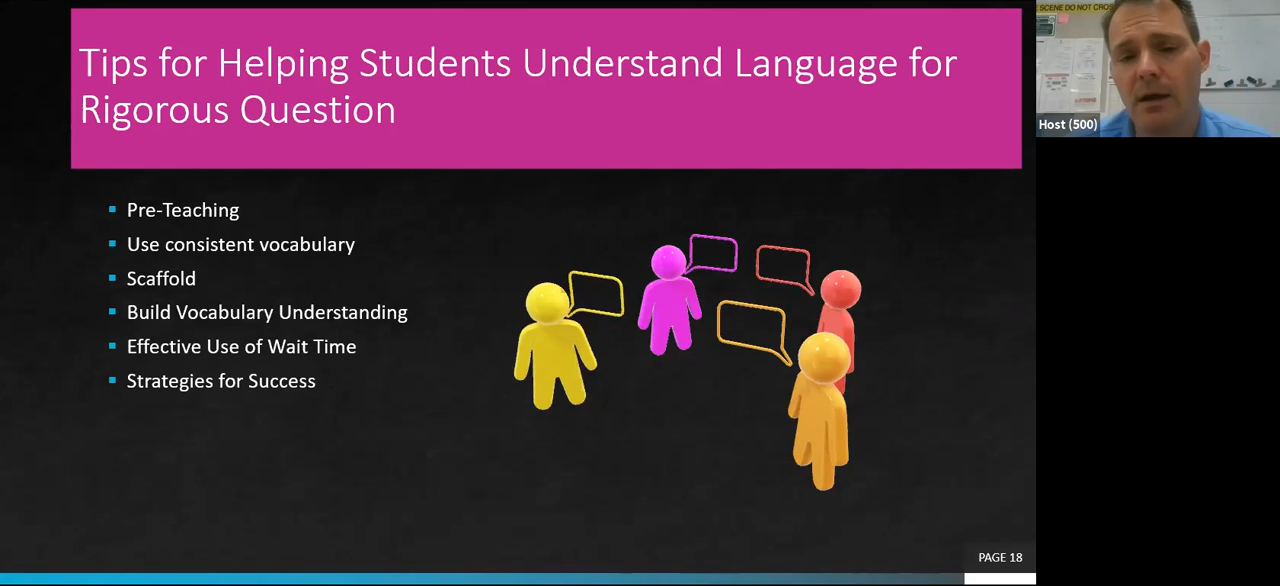 Tips for Helping Students Understand Language for
Rigorous Question
Pre-Teaching
Use consistent vocabulary
Scaffold
Build Vocabulary Understanding
Effective Use of Wait Time
Strategies for Success
PAGE 18
SCENE DO NOT CROS
Host (500)